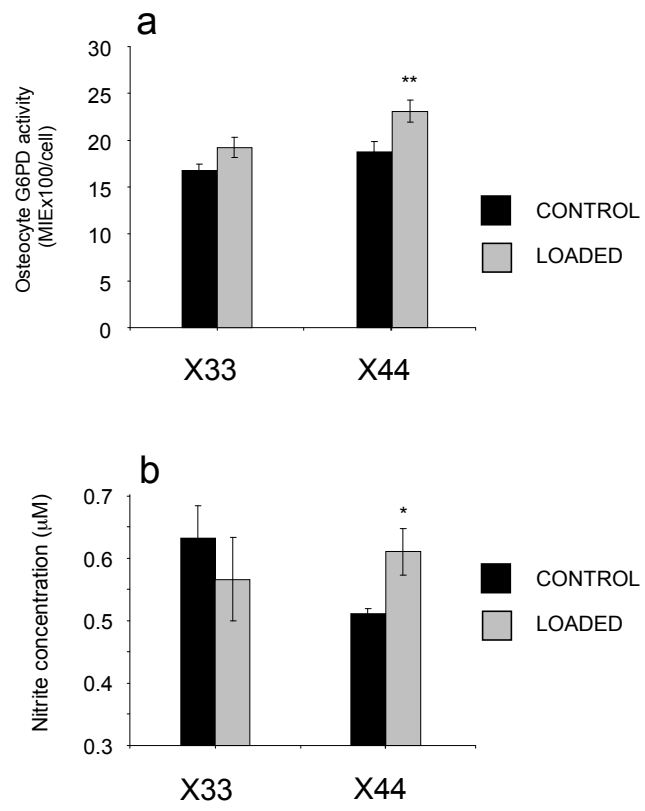 a
Osteocyte G6PD activity
(MIEx100/cell)
30
25
20
15
10
5
0
**
X33
X44
CONTROL
LOADED
b
Nitrite concentration (μM)
0.7
0.6
0.5
0.4
0.3
*
X33
X44
CONTROL
LOADED